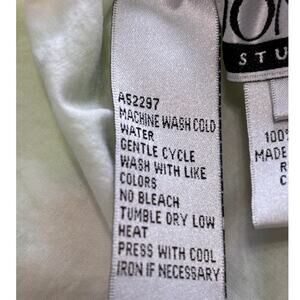 A52297
MACHINE WASH COLD
WATER
GENTLE CYCLE
WASH WITH LIKE
COLORS
NO BLEACH
TUMBLE DRY LOW
HEAT
PRESS WITH COOL
IRON IF NECESSARY
STU
100%
MADE
R
C